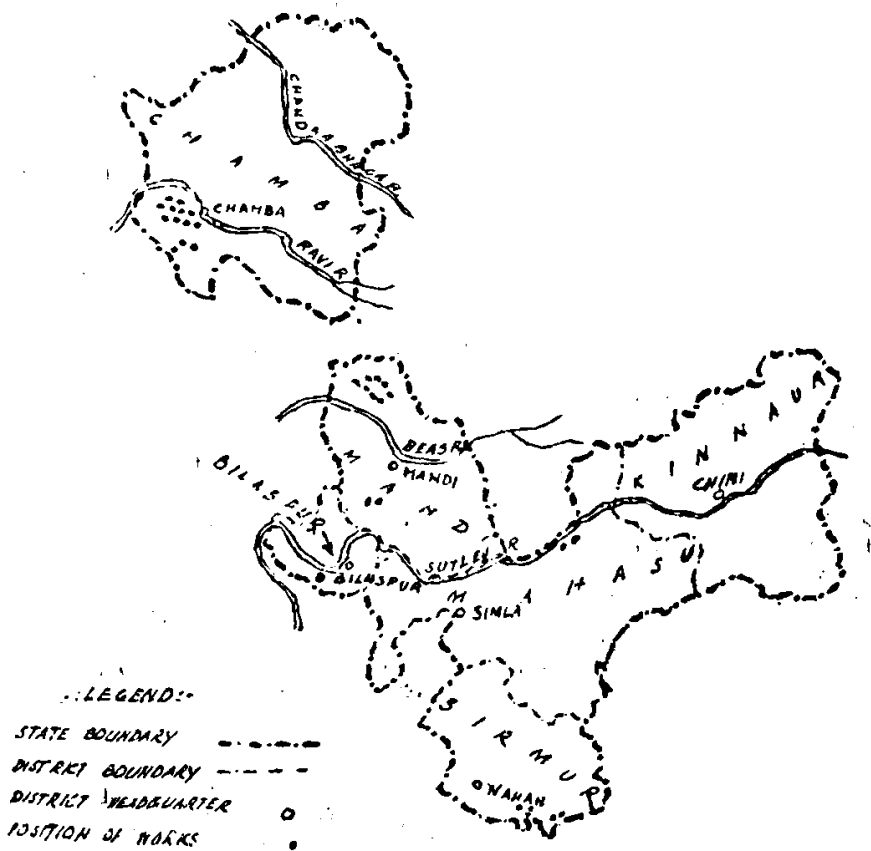 CHAMBA
CHANDRABHAGA R.
CHAMBA
RAVI R.
BEAS R.
MANDI
MANDI
BILASPUR
BILASPUR
SUTLEJ R
KINNAUR
CHINI
MAHASU
SIMLA
SIRMUR
NAHAN
LEGEND:-
STATE BOUNDARY
DISTRICT BOUNDARY
DISTRICT HEADQUARTER
POSITION OF WORKS